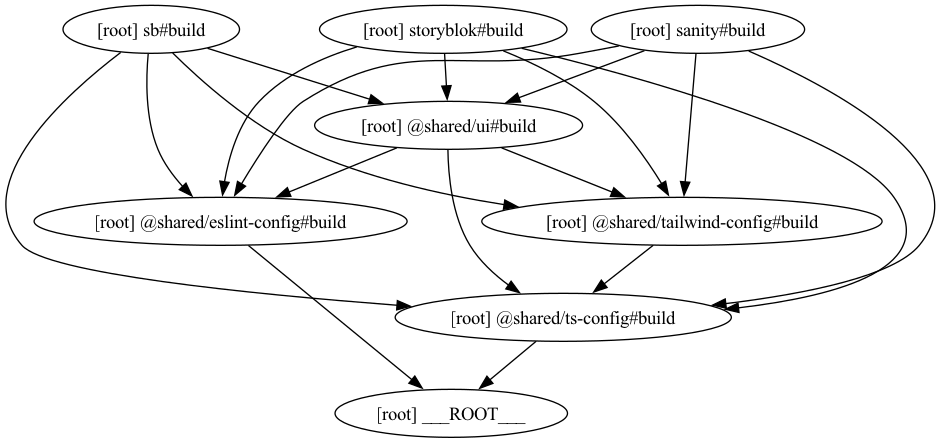 [root] sb#build
[root] storyblok#build
[root] sanity#build
[root] @shared/ui#build
[root] @shared/eslint-config#build
[root] @shared/tailwind-config#build
[root] @shared/ts-config#build
[root] ___ROOT___